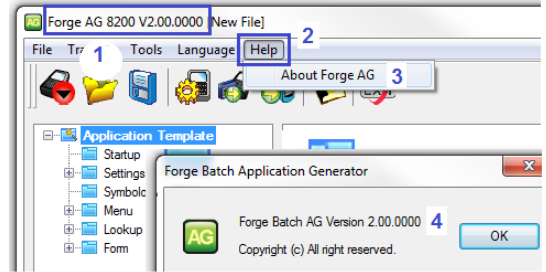 Forge AG 8200 V2.00.0000 [New File]
2
File Tra
1
Tools Language Help
About Forge AG 3
Application Template
Startup
Settings
Menu
Lookup
Form
Forge Batch Application Generator
AG
Forge Batch AG Version 2.00.0000 4
OK
Copyright (c) All right reserved.